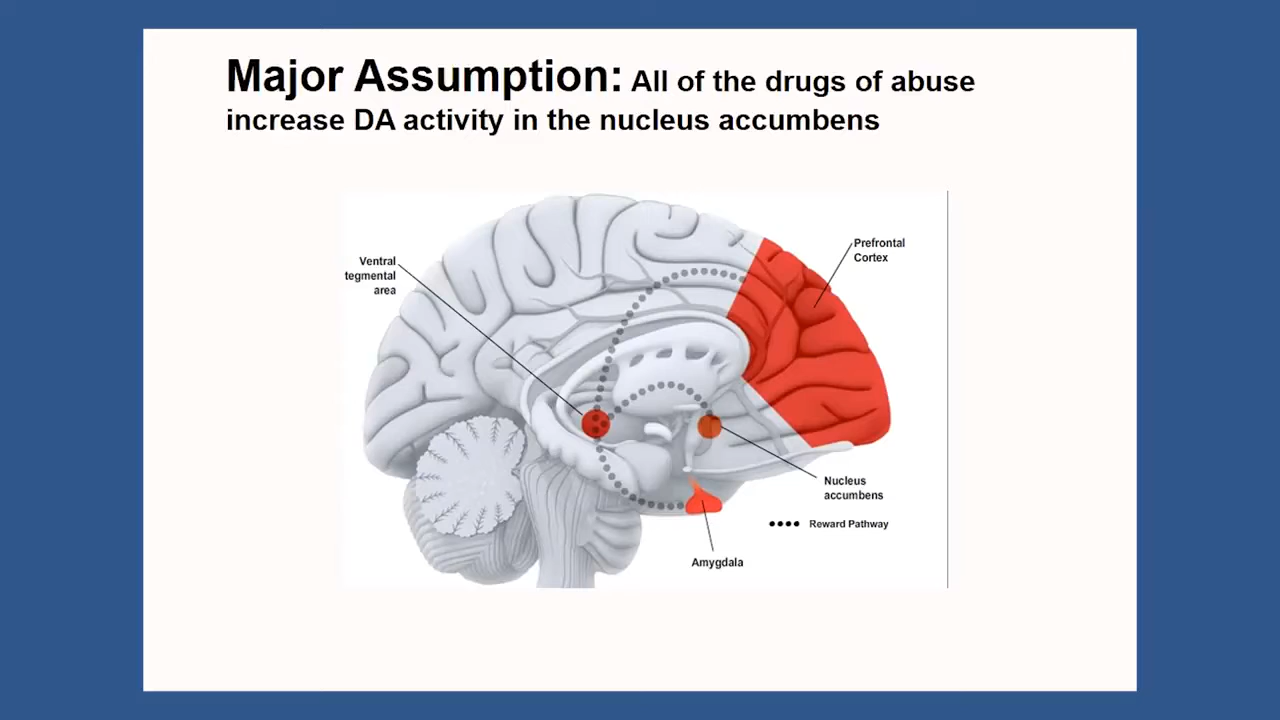 Major Assumption: All of the drugs of abuse
increase DA activity in the nucleus accumbens
Prefrontal
Cortex
Ventral
tegmental
area
Nucleus
accumbens
Reward Pathway
Amygdala